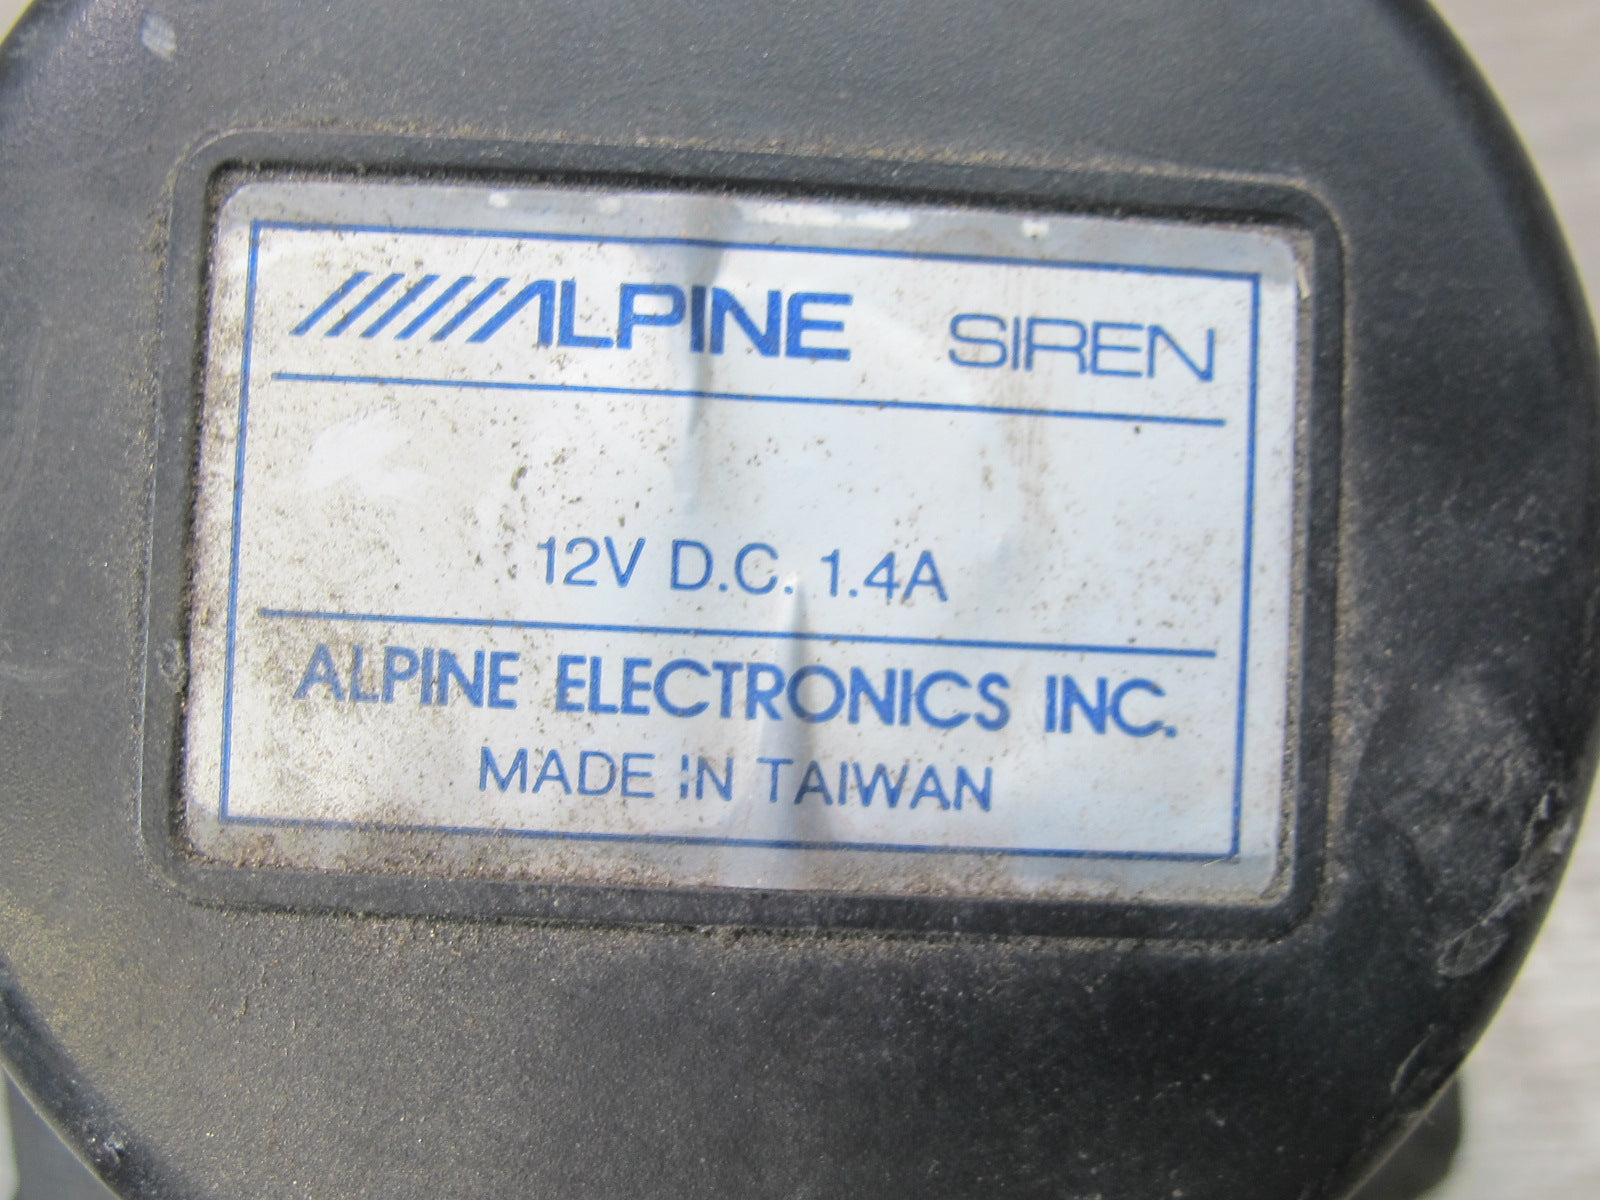 ALPINE SIREN
12V D.C. 1.4A
ALPINE ELECTRONICS INC.
MADE IN TAIWAN